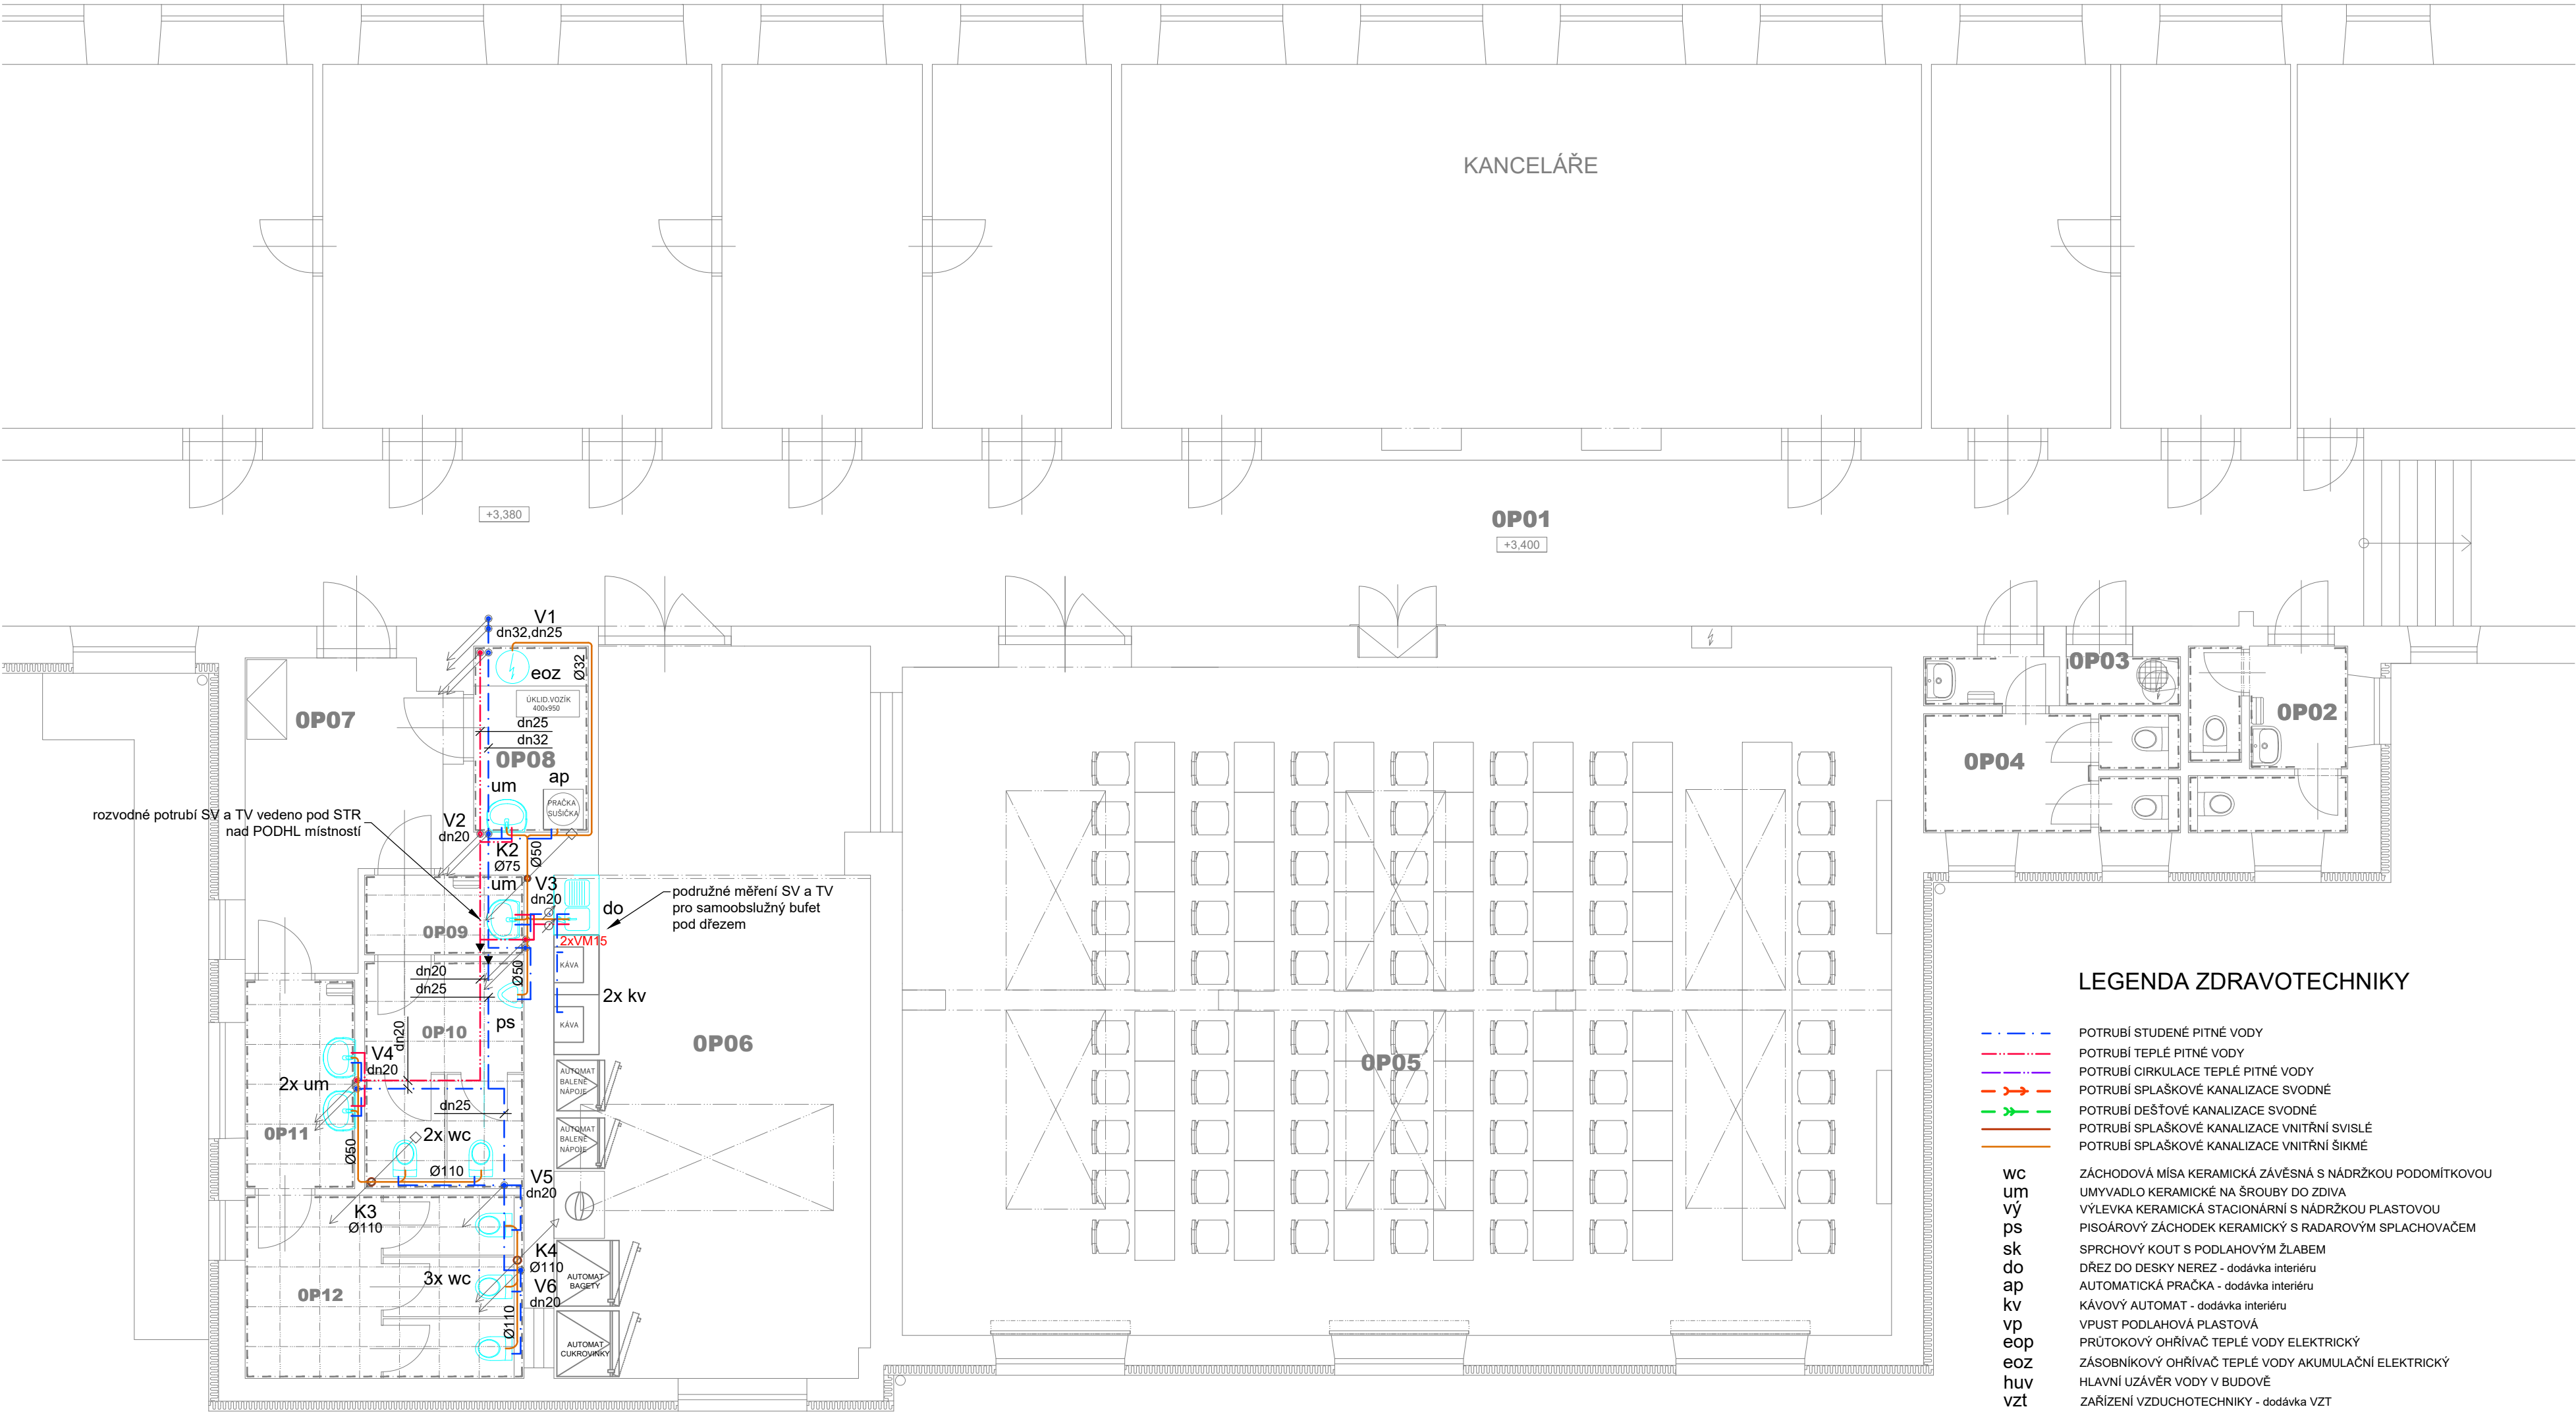 KANCELÁŘE
+3,380
0P01
+3,400
V1
dn32,dn25
eoz
Ø32
ÚKLID.VOZÍK
400x950
dn25
dn32
0P07
0P08
um
ap
PRAČKA
SUŠIČKA
rozvodné potrubí SV a TV vedeno pod STR
nad PODHL místností
V2
dn20
K2
Ø75
Ø50
um
V3
dn20
do
podružné měření SV a TV
pro samoobslužný bufet
pod dřezem
2xVM15
0P09
KÁVA
dn20
dn25
Ø50
2x kv
KÁVA
ps
0P10
dn20
0P06
V4
dn20
2x um
AUTOMAT
BALENÉ
NÁPOJE
dn25
0P11
Ø50
2x wc
AUTOMAT
BALENÉ
NÁPOJE
Ø110
V5
dn20
K3
Ø110
K4
Ø110
3x wc
V6
dn20
AUTOMAT
BAGETY
0P12
Ø110
AUTOMAT
CUKROVINKY
0P05
0P03
0P02
0P04
LEGENDA ZDRAVOTECHNIKY
POTRUBÍ STUDENÉ PITNÉ VODY
POTRUBÍ TEPLÉ PITNÉ VODY
POTRUBÍ CIRKULACE TEPLÉ PITNÉ VODY
POTRUBÍ SPLAŠKOVÉ KANALIZACE SVODNÉ
POTRUBÍ DEŠŤOVÉ KANALIZACE SVODNÉ
POTRUBÍ SPLAŠKOVÉ KANALIZACE VNITŘNÍ SVISLÉ
POTRUBÍ SPLAŠKOVÉ KANALIZACE VNITŘNÍ ŠIKMÉ
wc ZÁCHODOVÁ MÍSA KERAMICKÁ ZÁVĚSNÁ S NÁDRŽKOU PODOMÍTKOVOU
um UMYVADLO KERAMICKÉ NA ŠROUBY DO ZDIVA
vý VÝLEVKA KERAMICKÁ STACIONÁRNÍ S NÁDRŽKOU PLASTOVOU
ps PISOÁROVÝ ZÁCHODEK KERAMICKÝ S RADAROVÝM SPLACHOVAČEM
sk SPRCHOVÝ KOUT S PODLAHOVÝM ŽLABEM
do DŘEZ DO DESKY NEREZ - dodávka interiéru
ap AUTOMATICKÁ PRAČKA - dodávka interiéru
kv KÁVOVÝ AUTOMAT - dodávka interiéru
vp VPUST PODLAHOVÁ PLASTOVÁ
eop PRŮTOKOVÝ OHŘÍVAČ TEPLÉ VODY ELEKTRICKÝ
eoz ZÁSOBNÍKOVÝ OHŘÍVAČ TEPLÉ VODY AKUMULAČNÍ ELEKTRICKÝ
huv HLAVNÍ UZÁVĚR VODY V BUDOVĚ
vzt ZAŘÍZENÍ VZDUCHOTECHNIKY - dodávka VZT